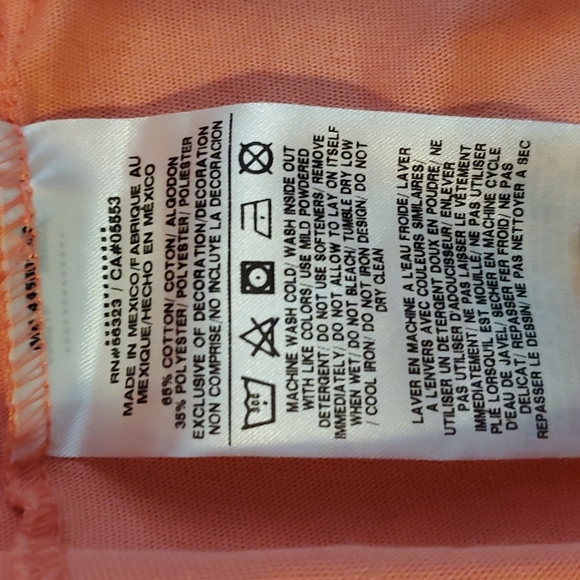 RN#56323 / CA#05553
MADE IN MEXICO/FABRIQUE AU
MEXIQUE/HECHO EN MÉXICO
65% COTTON/ COTON/ ALGODON
35% POLYESTER/ POLYESTER/ POLIESTER
EXCLUSIVE OF DECORATION/DECORATION
NON COMPRISE/NO INCLUYE LA DECORACION
30C
MACHINE WASH COLD/ WASH INSIDE OUT
WITH LIKE COLORS/ USE MILD POWDERED
DETERGENT/ DO NOT USE SOFTENERS/ REMOVE
IMMEDIATELY/ DO NOT ALLOW TO LAY ON ITSELF
WHEN WET/ DO NOT BLEACH/ TUMBLE DRY LOW
/ COOL IRON/ DO NOT IRON DESIGN/ DO NOT
DRY CLEAN
LAVER EN MACHINE A L'EAU FROIDE/ LAVER
A L'ENVERS AVEC COULEURS SIMILAIRES/
UTILISER UN DETERGENT DOUX EN POUDRE/ NE
PAS UTILISER D'ADOUCISSEUR/ ENLEVER
IMMEDIATEMENT/ NE PAS LAISSER LE VÊTEMENT
PLIÉ LORSQU'IL EST MOUILLÉ/ NE PAS UTILISER
D'EAU DE JAVEL/ SÉCHER EN MACHINE CYCLE
DELICAT/ REPASSER FER FROID/ NE PAS
REPASSER LE DESSIN/ NE PAS NETTOYER A SEC